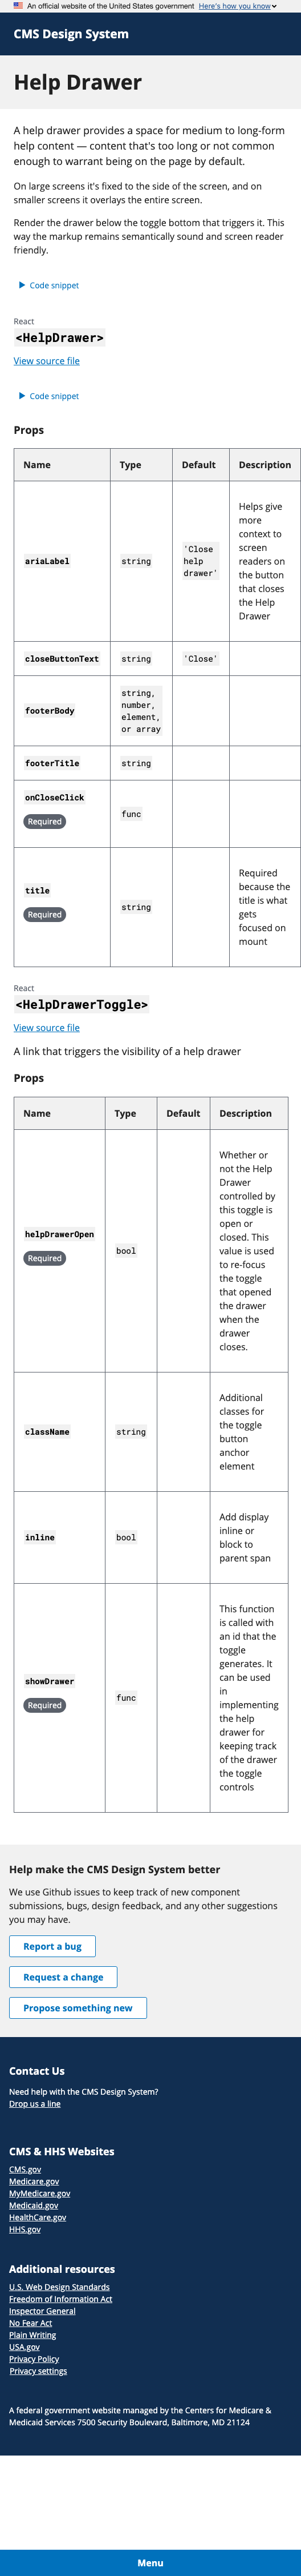 An official website of the United States government Here's how you know
CMS Design System
Help Drawer
A help drawer provides a space for medium to long-form
help content — content that's too long or not common
enough to warrant being on the page by default.
On large screens it's fixed to the side of the screen, and on
smaller screens it overlays the entire screen.
Render the drawer below the toggle bottom that triggers it. This
way the markup remains semantically sound and screen reader
friendly.
Code snippet
React
<HelpDrawer>
View source file
Code snippet
Props
Name Type Default Description
ariaLabel
string
'Close
help
drawer'
Helps give
more
context to
screen
readers on
the button
that closes
the Help
Drawer
closeButtonText string 'Close'
footerBody
string,
number,
element,
or array
footerTitle string
onCloseClick
Required
func
title
Required
string
Required
because the
title is what
gets
focused on
mount
React
<HelpDrawerToggle>
View source file
A link that triggers the visibility of a help drawer
Props
Name Type Default Description
helpDrawerOpen
Required
bool
Whether or
not the Help
Drawer
controlled by
this toggle is
open or
closed. This
value is used
to re-focus
the toggle
that opened
the drawer
when the
drawer
closes.
className
string
Additional
classes for
the toggle
button
anchor
element
inline
bool
Add display
inline or
block to
parent span
showDrawer
Required
func
This function
is called with
an id that the
toggle
generates. It
can be used
in
implementing
the help
drawer for
keeping track
of the drawer
the toggle
controls
Help make the CMS Design System better
We use Github issues to keep track of new component
submissions, bugs, design feedback, and any other suggestions
you may have.
Report a bug
Request a change
Propose something new
Contact Us
Need help with the CMS Design System?
Drop us a line
CMS & HHS Websites
CMS.gov
Medicare.gov
MyMedicare.gov
Medicaid.gov
HealthCare.gov
HHS.gov
Additional resources
U.S. Web Design Standards
Freedom of Information Act
Inspector General
No Fear Act
Plain Writing
USA.gov
Privacy Policy
Privacy settings
A federal government website managed by the Centers for Medicare &
Medicaid Services 7500 Security Boulevard, Baltimore, MD 21124
Menu